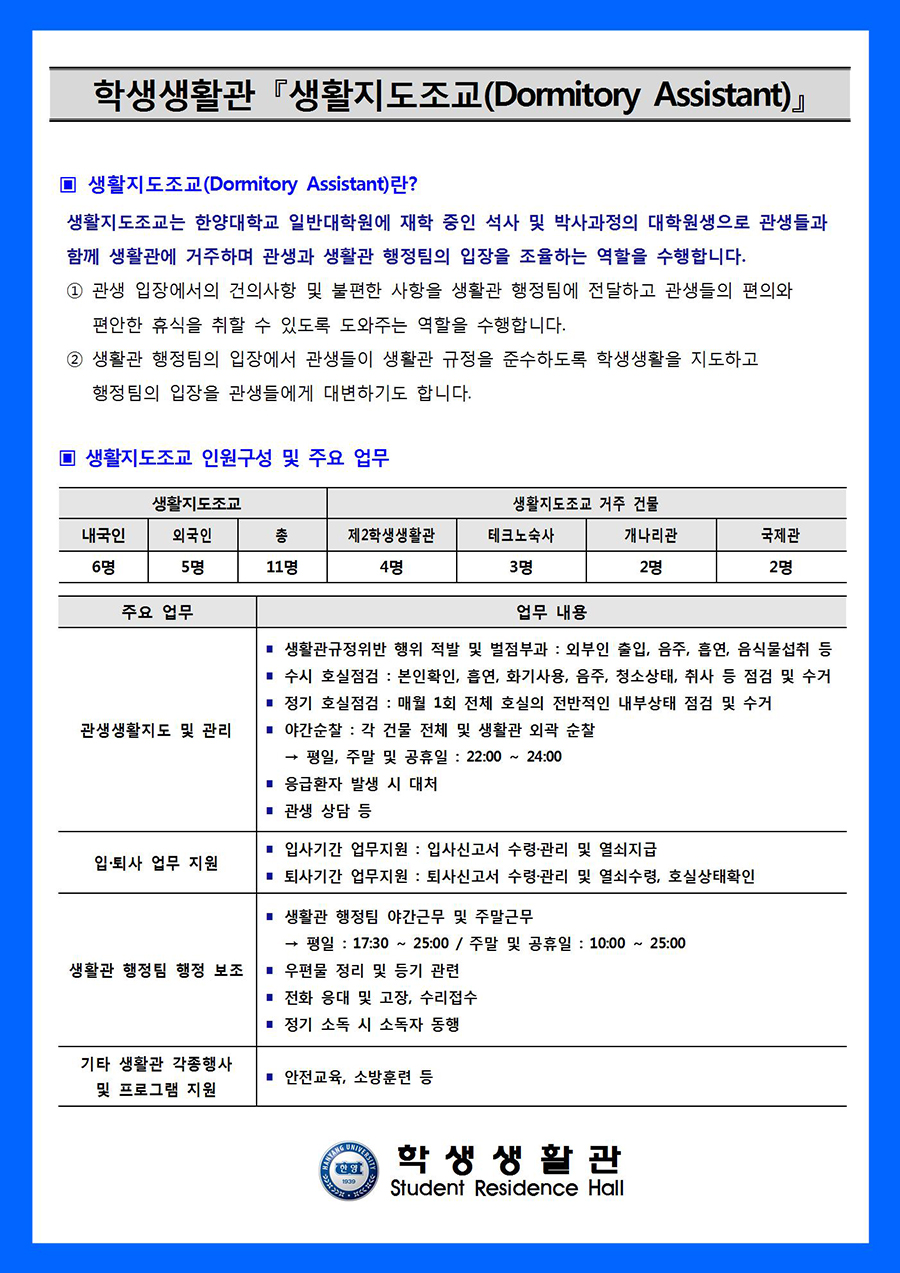 학생생활관『생활지도조교(Dormitory Assistant)』
▣ 생활지도조교(Dormitory Assistant)란?
생활지도조교는 한양대학교 일반대학원에 재학 중인 석사 및 박사과정의 대학원생으로 관생들과
함께 생활관에 거주하며 관생과 생활관 행정팀의 입장을 조율하는 역할을 수행합니다.
① 관생 입장에서의 건의사항 및 불편한 사항을 생활관 행정팀에 전달하고 관생들의 편의와
편안한 휴식을 취할 수 있도록 도와주는 역할을 수행합니다.
② 생활관 행정팀의 입장에서 관생들이 생활관 규정을 준수하도록 학생생활을 지도하고
행정팀의 입장을 관생들에게 대변하기도 합니다.
▣ 생활지도조교 인원구성 및 주요 업무
생활지도조교 생활지도조교 거주 건물
내국인 외국인 총 제2학생생활관 테크노숙사 개나리관 국제관
6명 5명 11명 4명 3명 2명 2명
주요 업무 업무 내용
관생생활지도 및 관리
▪ 생활관규정위반 행위 적발 및 벌점부과 : 외부인 출입, 음주, 흡연, 음식물섭취 등
▪ 수시 호실점검 : 본인확인, 흡연, 화기사용, 음주, 청소상태, 취사 등 점검 및 수거
▪ 정기 호실점검 : 매월 1회 전체 호실의 전반적인 내부상태 점검 및 수거
▪ 야간순찰 : 각 건물 전체 및 생활관 외곽 순찰
→ 평일, 주말 및 공휴일 : 22:00 ~ 24:00
▪ 응급환자 발생 시 대처
▪ 관생 상담 등
입·퇴사 업무 지원
▪ 입사기간 업무지원 : 입사신고서 수령·관리 및 열쇠지급
▪ 퇴사기간 업무지원 : 퇴사신고서 수령·관리 및 열쇠수령, 호실상태확인
생활관 행정팀 행정 보조
▪ 생활관 행정팀 야간근무 및 주말근무
→ 평일 : 17:30 ~ 25:00 / 주말 및 공휴일 : 10:00 ~ 25:00
▪ 우편물 정리 및 등기 관련
▪ 전화 응대 및 고장, 수리접수
▪ 정기 소독 시 소독자 동행
기타 생활관 각종행사
및 프로그램 지원
▪ 안전교육, 소방훈련 등
HANYANG UNIVERSITY
한양
1939
학생생활관
Student Residence Hall